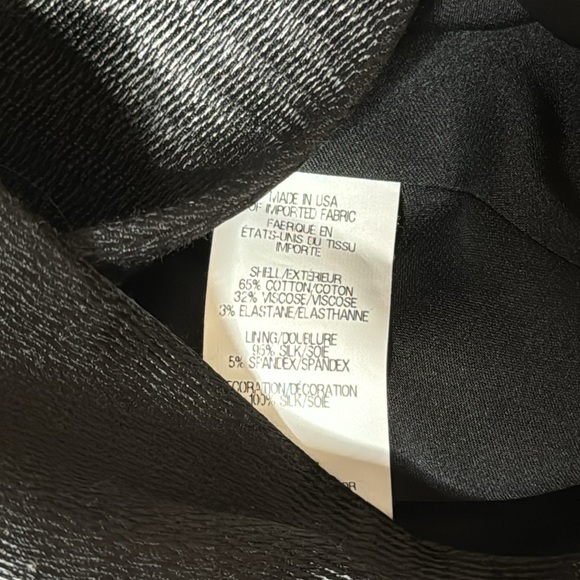 MADE IN USA
OF IMPORTED FABRIC
FAERQUE EN
ÉTATS-UNIS DU TISSU
IMPORTE
SHELL/EXTÉRIEUR
65% COTTON/COTON
32% VISCOSE/VISCOSE
3% ELASTANE/ELASTHANNE
LINING/DOUBLURE
95% SILK/SOIE
5% SPANDEX/SPANDEX
DECORATION/DÉCORATION
100% SILK/SOIE